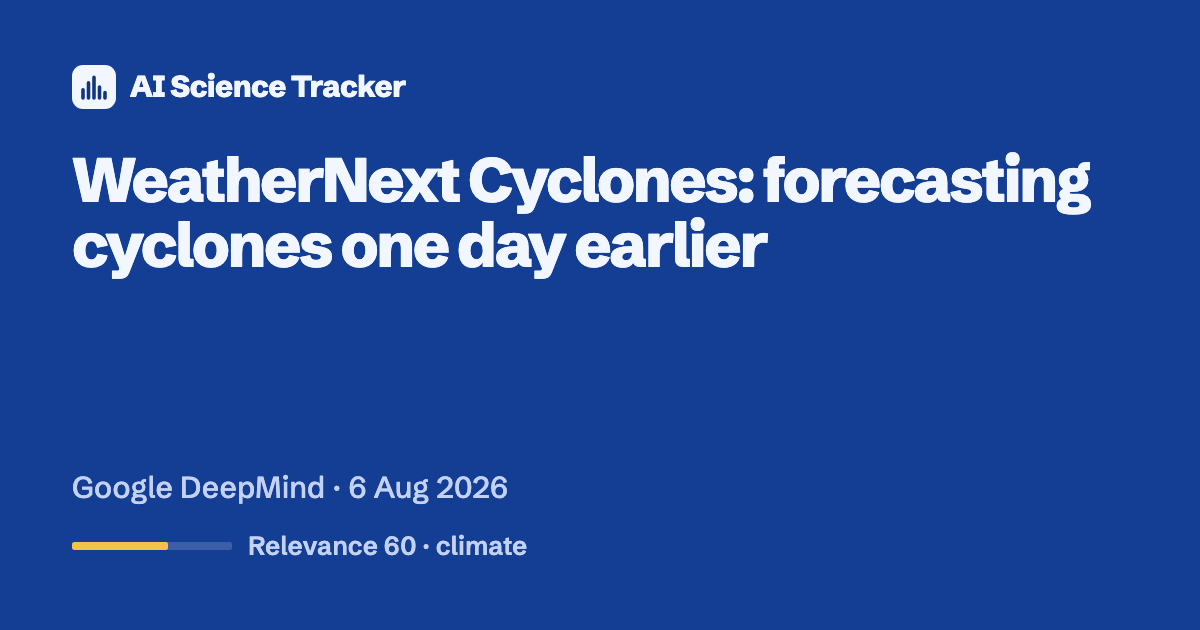 AI Science Tracker
WeatherNext Cyclones: forecasting
cyclones one day earlier
Google DeepMind · 6 Aug 2026
Relevance 60 · climate